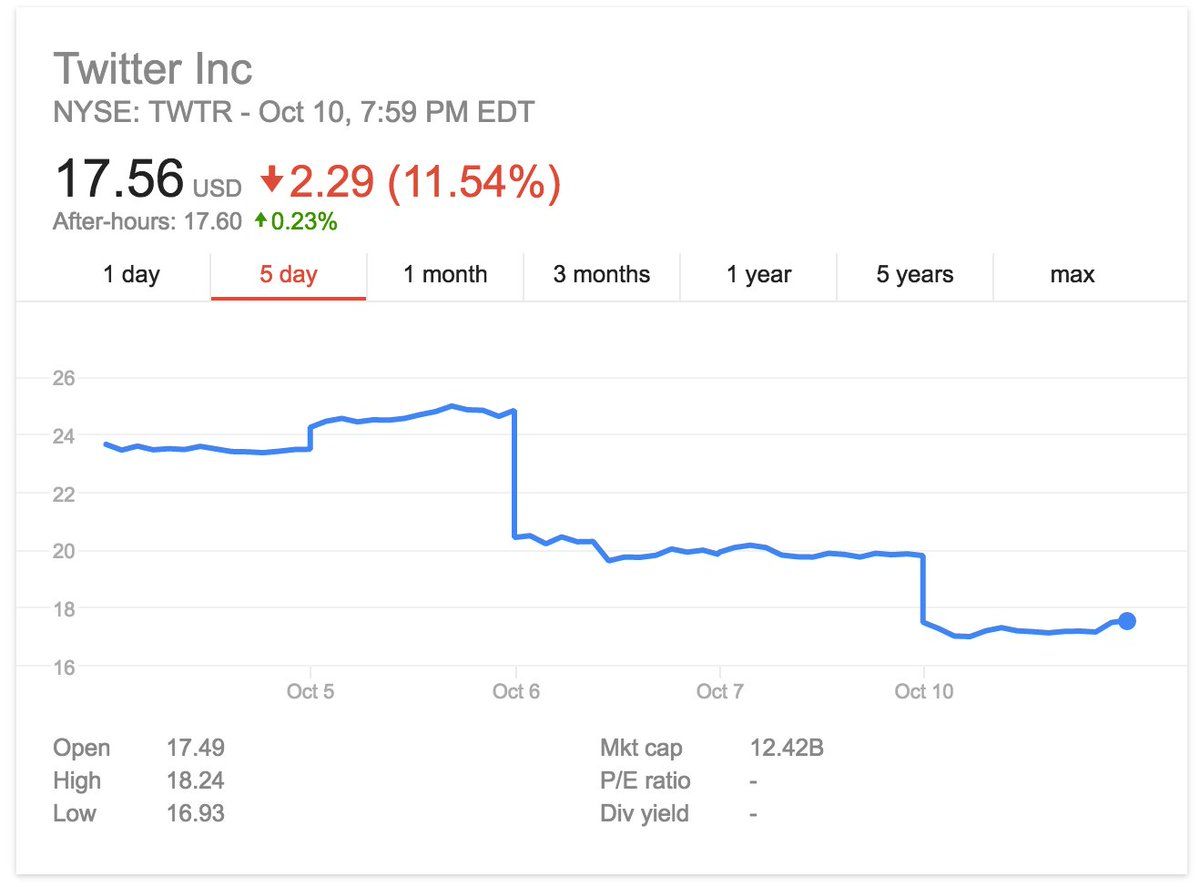 Twitter Inc
NYSE: TWTR - Oct 10, 7:59 PM EDT
17.56 USD ↓2.29 (11.54%)
After-hours: 17.60 ↑0.23%
1 day 5 day 1 month 3 months 1 year 5 years max
26
24
22
20
18
16
Oct 5 Oct 6 Oct 7 Oct 10
Open 17.49 Mkt cap 12.42B
High 18.24 P/E ratio -
Low 16.93 Div yield -